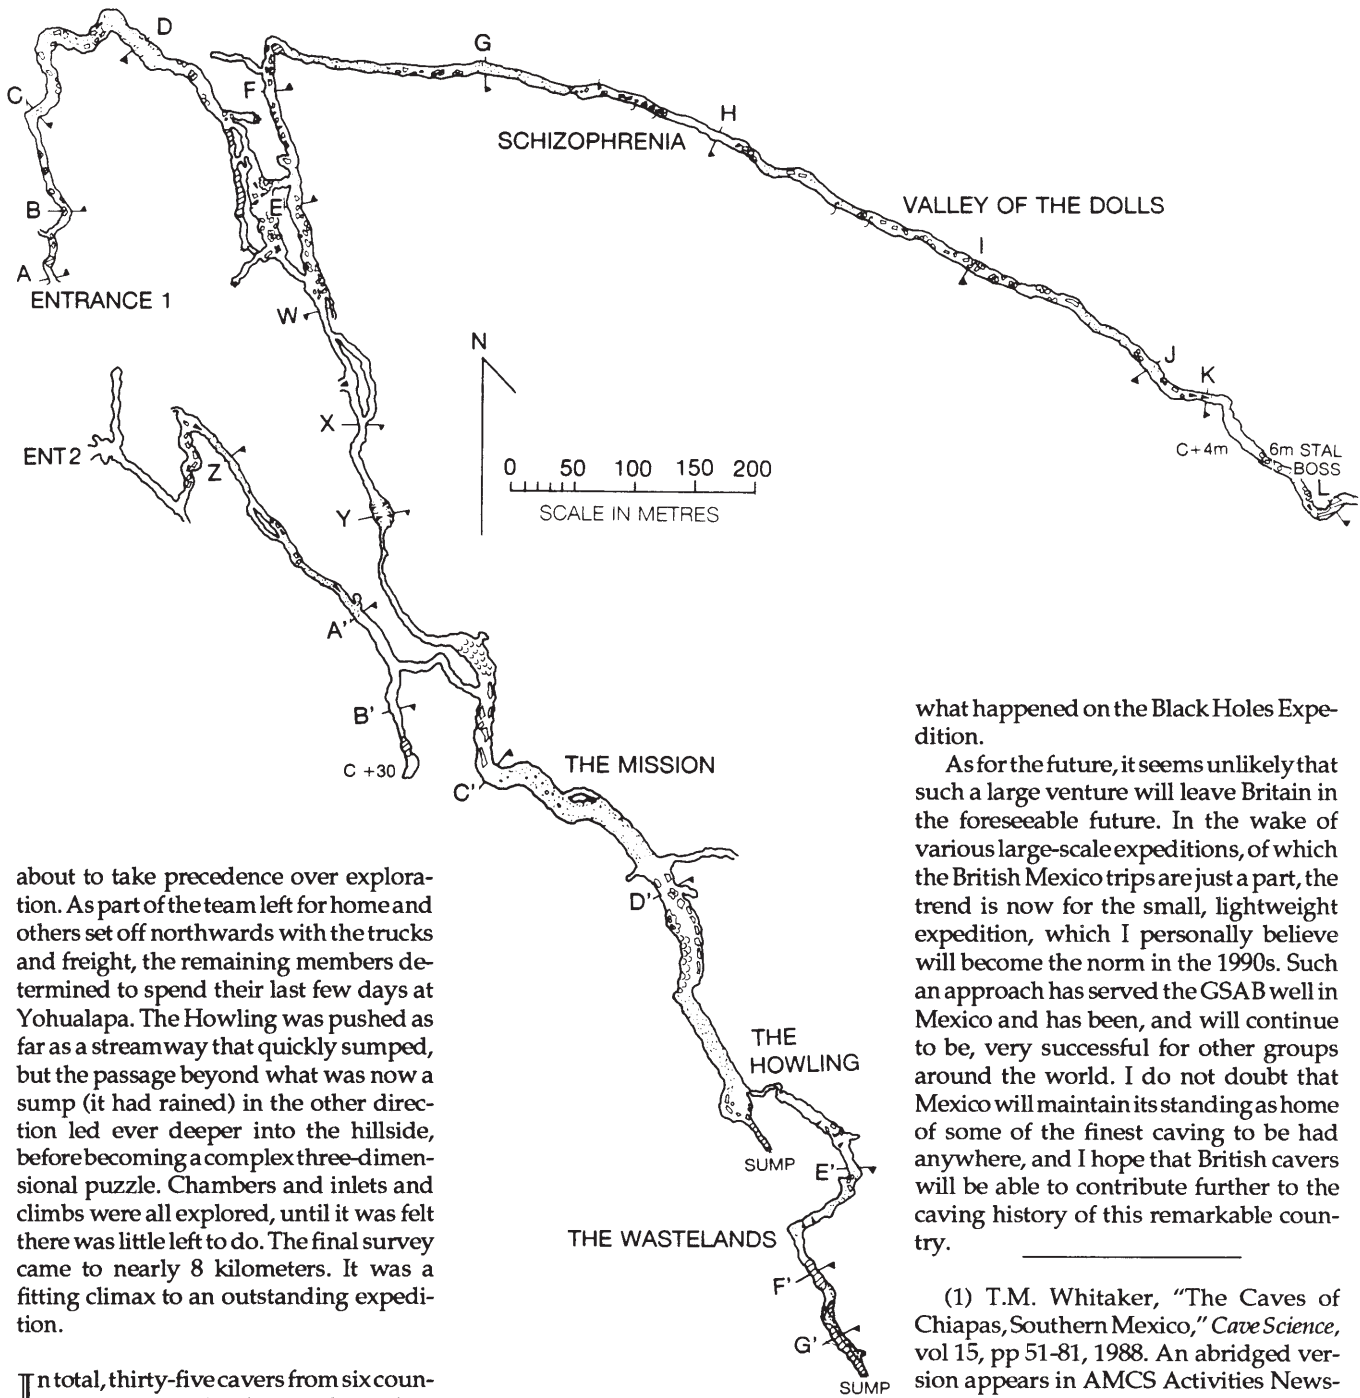 D
G
C
F
H
SCHIZOPHRENIA
VALLEY OF THE DOLLS
B
E
I
A
ENTRANCE 1
W
N
J
K
X
ENT 2
Z
C+4m
6m STAL
BOSS
L
0 50 100 150 200
SCALE IN METRES
Y
A'
B'
C +30
THE MISSION
C'
D'
THE
HOWLING
SUMP
E'
THE WASTELANDS
F'
G'
SUMP
about to take precedence over explora-
tion. As part of the team left for home and
others set off northwards with the trucks
and freight, the remaining members de-
termined to spend their last few days at
Yohualapa. The Howling was pushed as
far as a streamway that quickly sumped,
but the passage beyond what was now a
sump (it had rained) in the other direc-
tion led ever deeper into the hillside,
before becoming a complex three-dimen-
sional puzzle. Chambers and inlets and
climbs were all explored, until it was felt
there was little left to do. The final survey
came to nearly 8 kilometers. It was a
fitting climax to an outstanding expedi-
tion.
In total, thirty-five cavers from six coun-
what happened on the Black Holes Expe-
dition.
As for the future, it seems unlikely that
such a large venture will leave Britain in
the foreseeable future. In the wake of
various large-scale expeditions, of which
the British Mexico trips are just a part, the
trend is now for the small, lightweight
expedition, which I personally believe
will become the norm in the 1990s. Such
an approach has served the GSAB well in
Mexico and has been, and will continue
to be, very successful for other groups
around the world. I do not doubt that
Mexico will maintain its standing as home
of some of the finest caving to be had
anywhere, and I hope that British cavers
will be able to contribute further to the
caving history of this remarkable coun-
try.
(1) T.M. Whitaker, "The Caves of
Chiapas, Southern Mexico," Cave Science,
vol 15, pp 51-81, 1988. An abridged ver-
sion appears in AMCS Activities News-